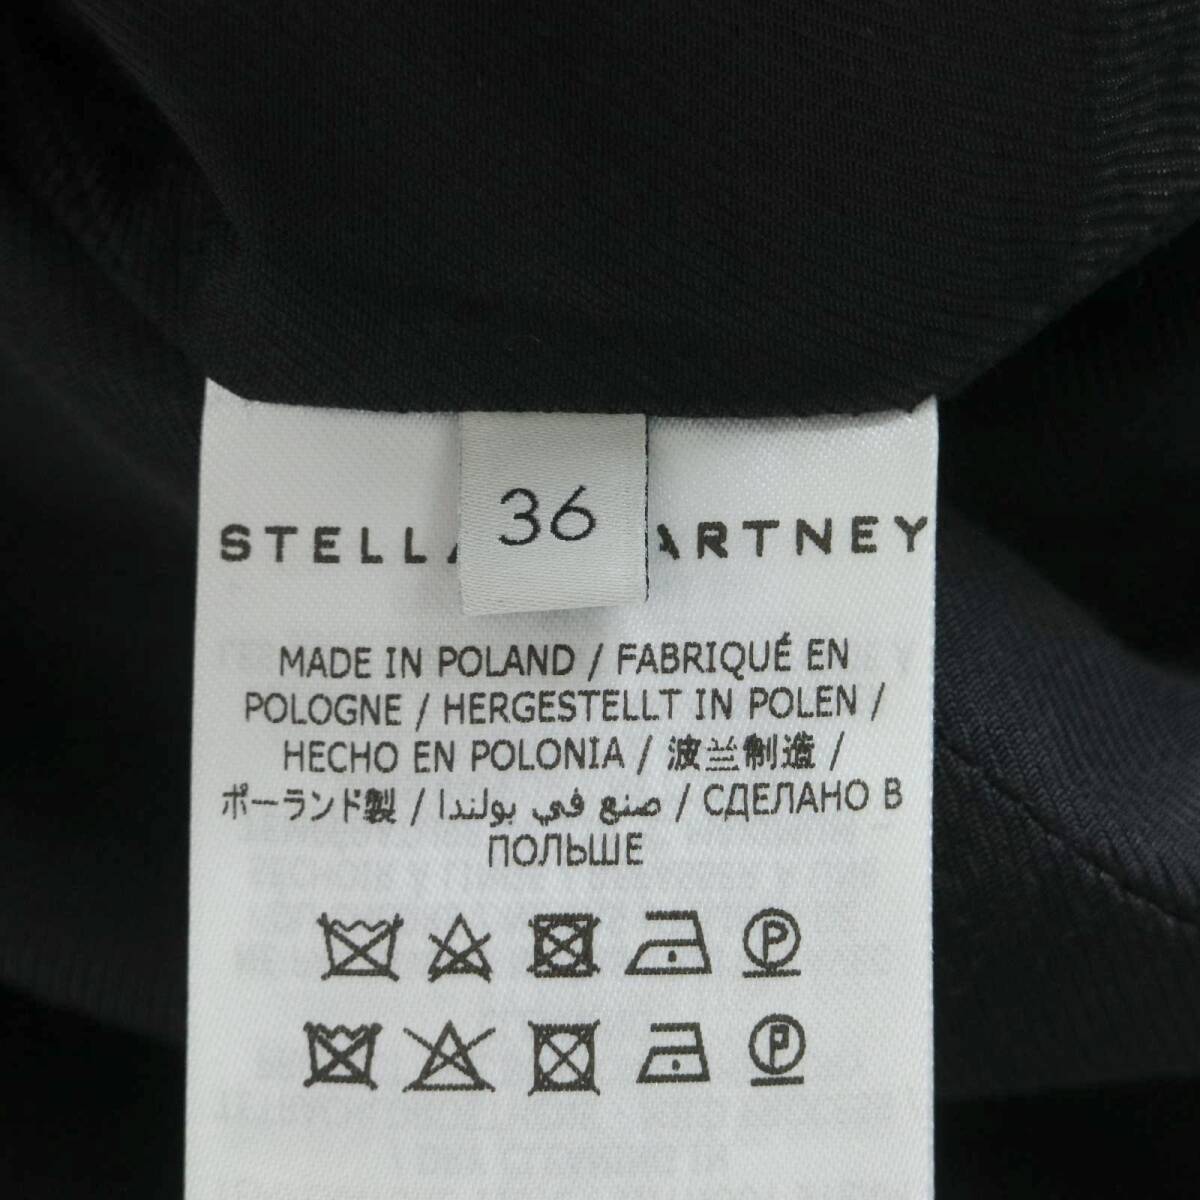 36
STELL ARTNEY
MADE IN POLAND / FABRIQUÉ EN
POLOGNE / HERGESTELLT IN POLEN /
HECHO EN POLONIA / 波兰制造 /
ポーランド製 / صنع في بولندا / СДЕЛАНО В
ПОЛЬШЕ